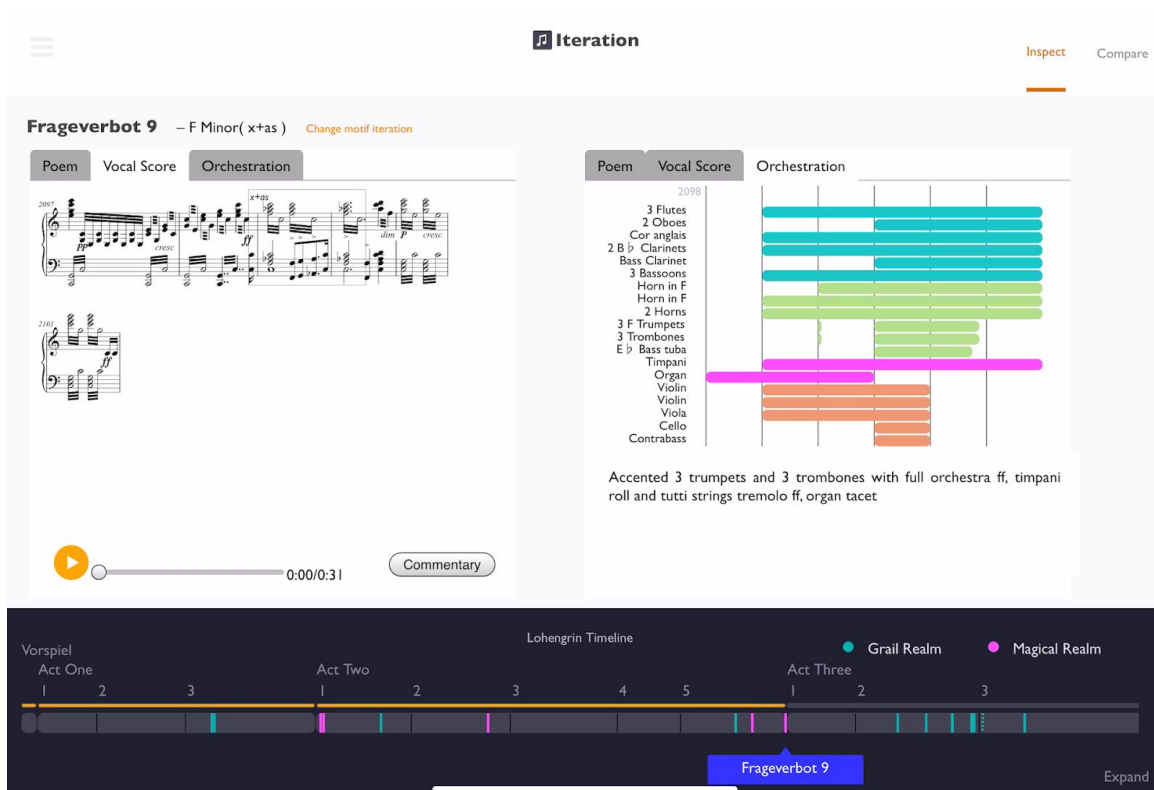 Iteration
Inspect Compare
Frageverbot 9 – F Minor( x+as ) Change motif iteration
Poem Vocal Score Orchestration
2097
x+as
pp cresc ff dim p cresc
2101
ff
0:00/0:31 Commentary
Poem Vocal Score Orchestration
2098
3 Flutes
2 Oboes
Cor anglais
2 B♭ Clarinets
Bass Clarinet
3 Bassoons
Horn in F
Horn in F
2 Horns
3 F Trumpets
3 Trombones
E♭ Bass tuba
Timpani
Organ
Violin
Violin
Viola
Cello
Contrabass
Accented 3 trumpets and 3 trombones with full orchestra ff, timpani
roll and tutti strings tremolo ff, organ tacet
Lohengrin Timeline
Grail Realm Magical Realm
Vorspiel
Act One Act Two Act Three
1 2 3 1 2 3 4 5 1 2 3
Frageverbot 9
Expand